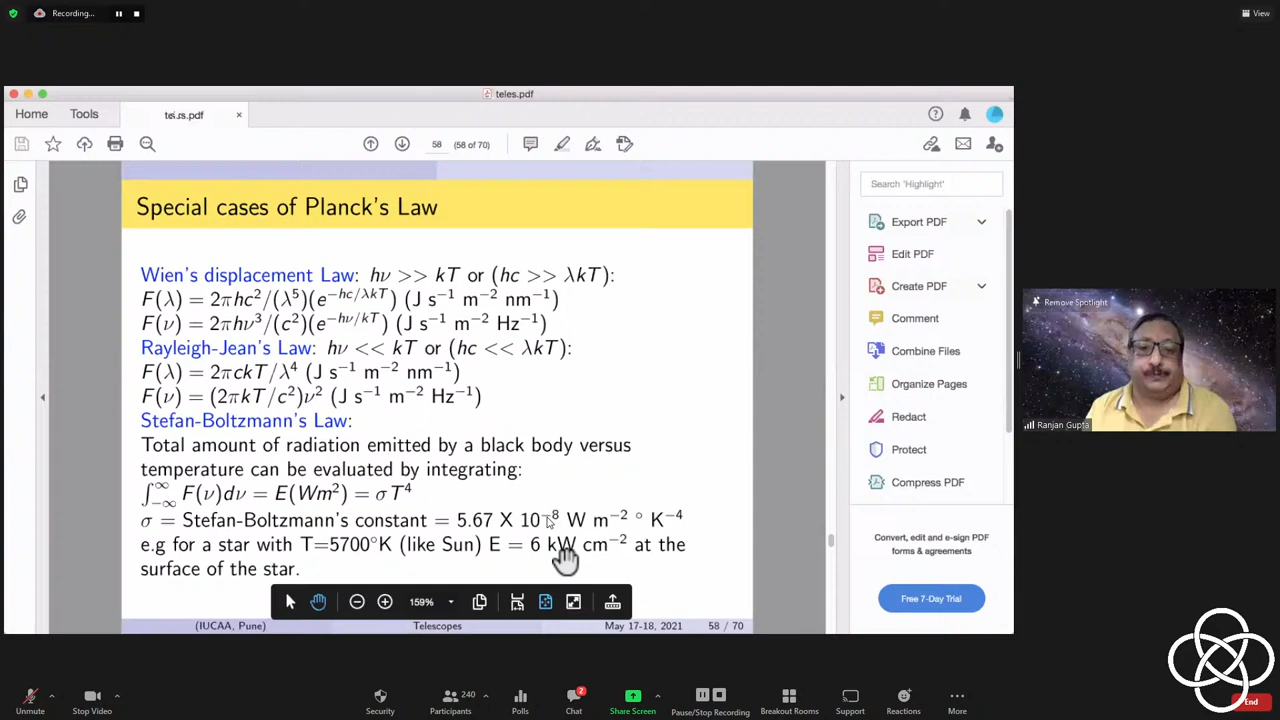 Recording...
View
teles.pdf
Home
Tools
58
(58 of 70)
Search 'Highlight'
Export PDF
Edit PDF
Create PDF
Comment
Combine Files
Organize Pages
Redact
Protect
Compress PDF
Convert, edit and e-sign PDF
forms & agreements
Free 7-Day Trial
Special cases of Planck's Law
Wien's displacement Law: hν >> kT or (hc >> λkT):
F(λ) = 2πhc²/(λ⁵)(e^{−hc/λkT}) (J s⁻¹ m⁻² nm⁻¹)
F(ν) = 2πhν³/(c²)(e^{−hν/kT}) (J s⁻¹ m⁻² Hz⁻¹)
Rayleigh-Jean's Law: hν << kT or (hc << λkT):
F(λ) = 2πckT/λ⁴ (J s⁻¹ m⁻² nm⁻¹)
F(ν) = (2πkT/c²)ν² (J s⁻¹ m⁻² Hz⁻¹)
Stefan-Boltzmann's Law:
Total amount of radiation emitted by a black body versus
temperature can be evaluated by integrating:
∫_{−∞}^{∞} F(ν)dν = E(Wm²) = σT⁴
σ = Stefan-Boltzmann's constant = 5.67 X 10⁻⁸ W m⁻² ° K⁻⁴
e.g for a star with T=5700°K (like Sun) E = 6 kW cm⁻² at the
surface of the star.
159%
(IUCAA, Pune)
Telescopes
May 17-18, 2021
58 / 70
Remove Spotlight
Ranjan Gupta
Unmute
Stop Video
Security
240
Participants
Polls
2
Chat
Share Screen
Pause/Stop Recording
Breakout Rooms
Support
Reactions
More
End